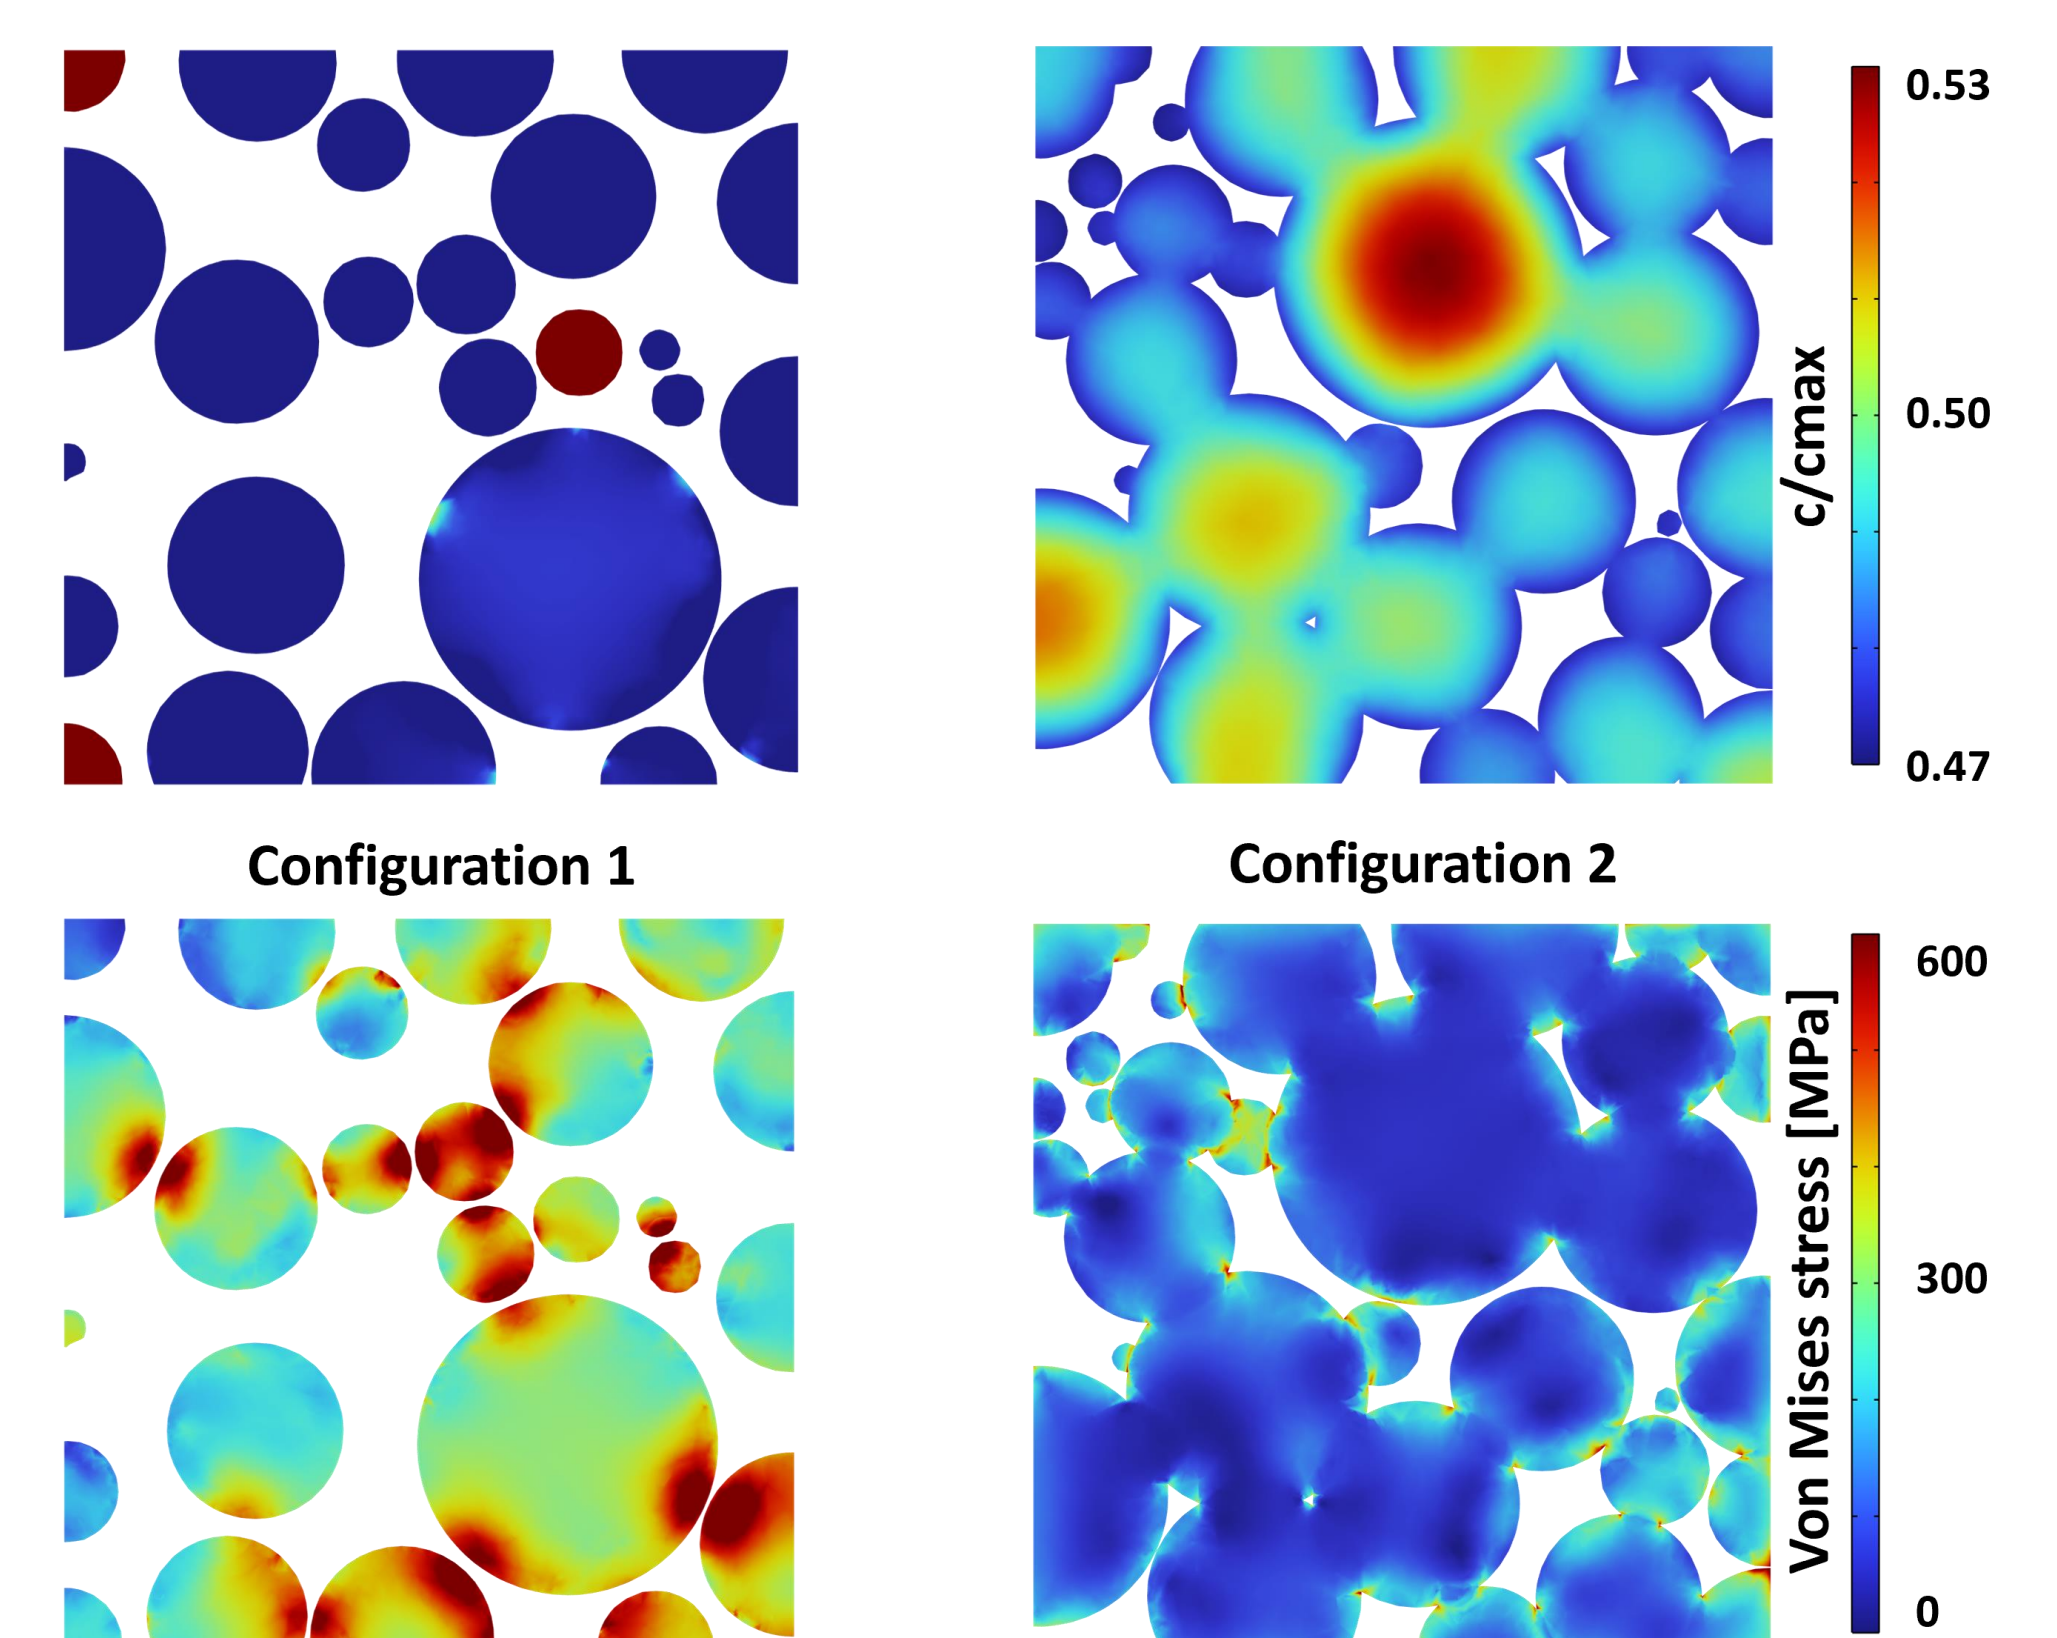 0.53
0.50
0.47
c/cmax
Configuration 1
Configuration 2
600
300
0
Von Mises stress [MPa]